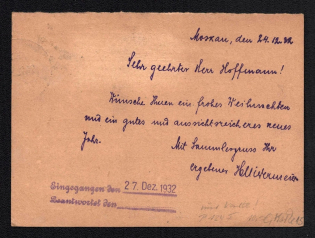 Moskau, den 24.12.32
Sehr geehrter Herr Hoffmann!
Wünsche Ihnen ein frohes Weihnachten
und ein gutes und aussichtsreicheres neues
Jahr. Mit Sammlergruss Ihr
ergebener
Eingegangen den 27. Dez. 1932
Beantwortet den